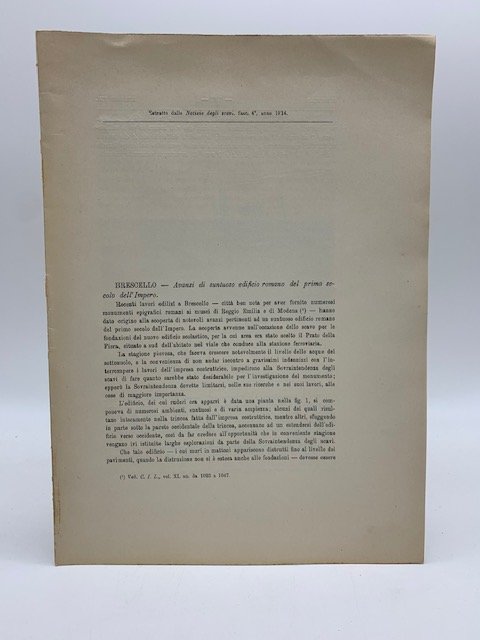 Estratto dalle Notizie degli scavi, fasc. 4°, anno 1914.
BRESCELLO — Avanzi di suntuoso edificio romano del primo se-
colo dell'Impero.
Recenti lavori edilizi a Brescello — città ben nota per aver fornito numerosi
monumenti epigrafici romani ai musei di Reggio Emilia e di Modena (¹) — hanno
dato origine alla scoperta di notevoli avanzi pertinenti ad un suntuoso edificio romano
del primo secolo dell'Impero. La scoperta avvenne nell'occasione dello scavo per le
fondazioni del nuovo edificio scolastico, per la cui area era stato scelto il Prato della
Fiera, situato a sud dell'abitato nel viale che conduce alla stazione ferroviaria.
La stagione piovosa, che faceva crescere notevolmente il livello delle acque del
sottosuolo, e la convenienza di non andar incontro a gravissimi indennizzi con l'in-
terrompere i lavori dell'impresa costruttrice, impedirono alla Sovraintendenza degli
scavi di fare quanto sarebbe stato desiderabile per l'investigazione del monumento;
epperò la Sovraintendenza dovette limitarsi, nelle sue ricerche e nei suoi lavori, alle
cose di maggiore importanza.
L'edificio, dei cui ruderi ora apparsi è data una pianta nella fig. 1, si com-
poneva di numerosi ambienti, suntuosi e di varia ampiezza; alcuni dei quali risul-
tano interamente nella trincea fatta dall'impresa costruttrice, mentre altri, sfuggendo
in parte sotto la parete occidentale della trincea, accennano ad un estendersi dell'edi-
ficio verso occidente, così da far credere all'opportunità che in conveniente stagione
vengano ivi istituite larghe esplorazioni da parte della Sovraintendenza degli scavi.
Che tale edificio — i cui muri in mattoni appariscono distrutti fino al livello dei
pavimenti, quando la distruzione non si è estesa anche alle fondazioni — dovesse essere
(¹) Ved. C. I. L., vol. XI, nn. da 1023 a 1047.